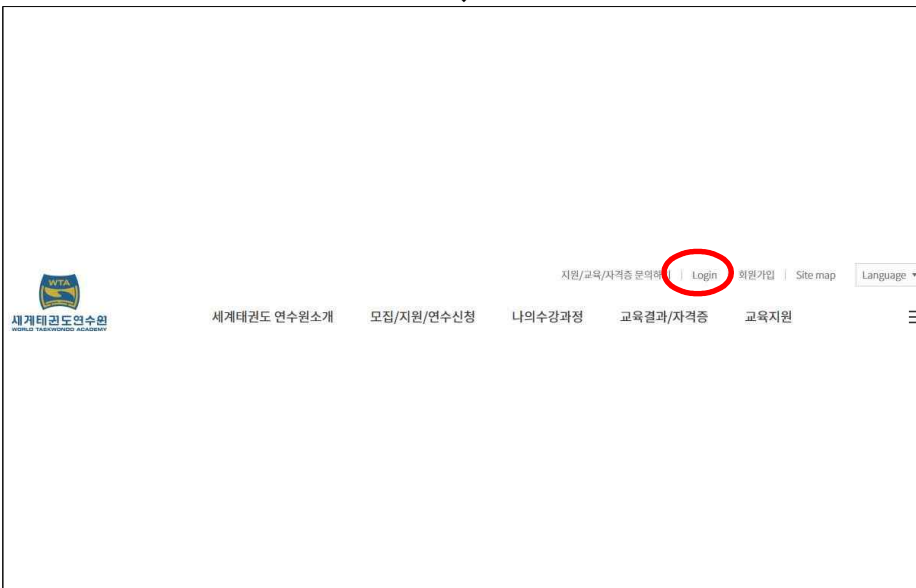 지원/교육/자격증 문의하 | Login 회원가입 | Site map Language
WTA
세계태권도연수원
WORLD TAEKWONDO ACADEMY
세계태권도 연수원소개 모집/지원/연수신청 나의수강과정 교육결과/자격증 교육지원